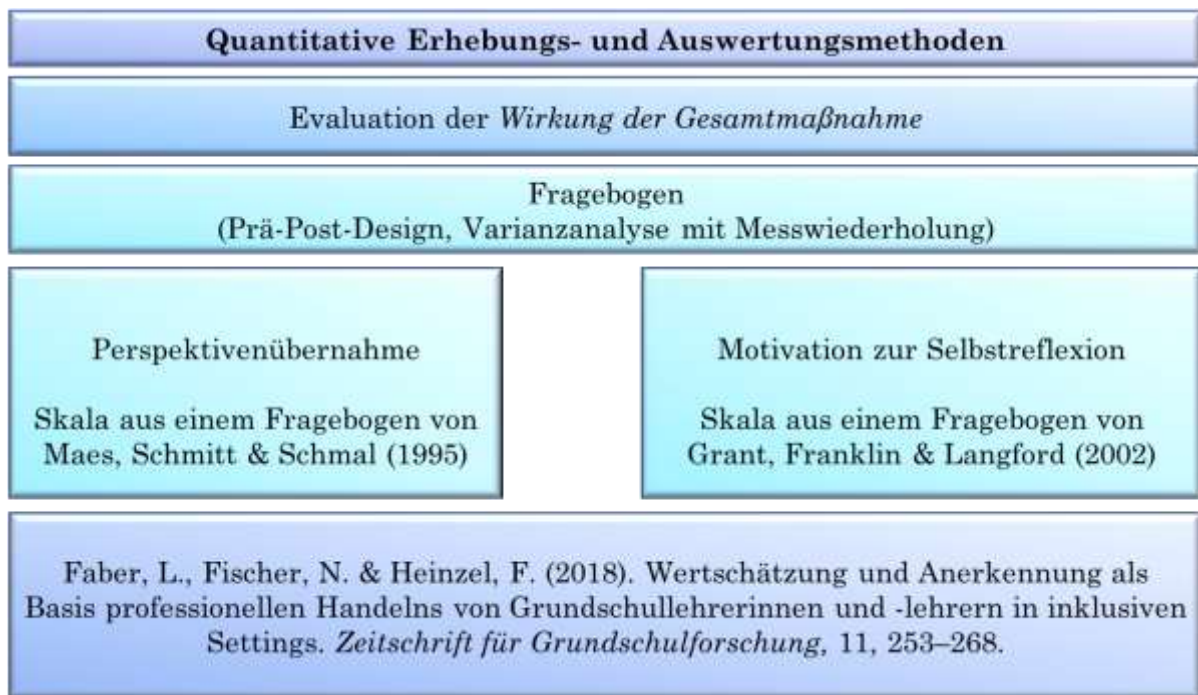 Quantitative Erhebungs- und Auswertungsmethoden
Evaluation der Wirkung der Gesamtmaßnahme
Fragebogen
(Prä-Post-Design, Varianzanalyse mit Messwiederholung)
Perspektivenübernahme
Skala aus einem Fragebogen von
Maes, Schmitt & Schmal (1995)
Motivation zur Selbstreflexion
Skala aus einem Fragebogen von
Grant, Franklin & Langford (2002)
Faber, L., Fischer, N. & Heinzel, F. (2018). Wertschätzung und Anerkennung als
Basis professionellen Handelns von Grundschullehrerinnen und -lehrern in inklusiven
Settings. Zeitschrift für Grundschulforschung, 11, 253–268.